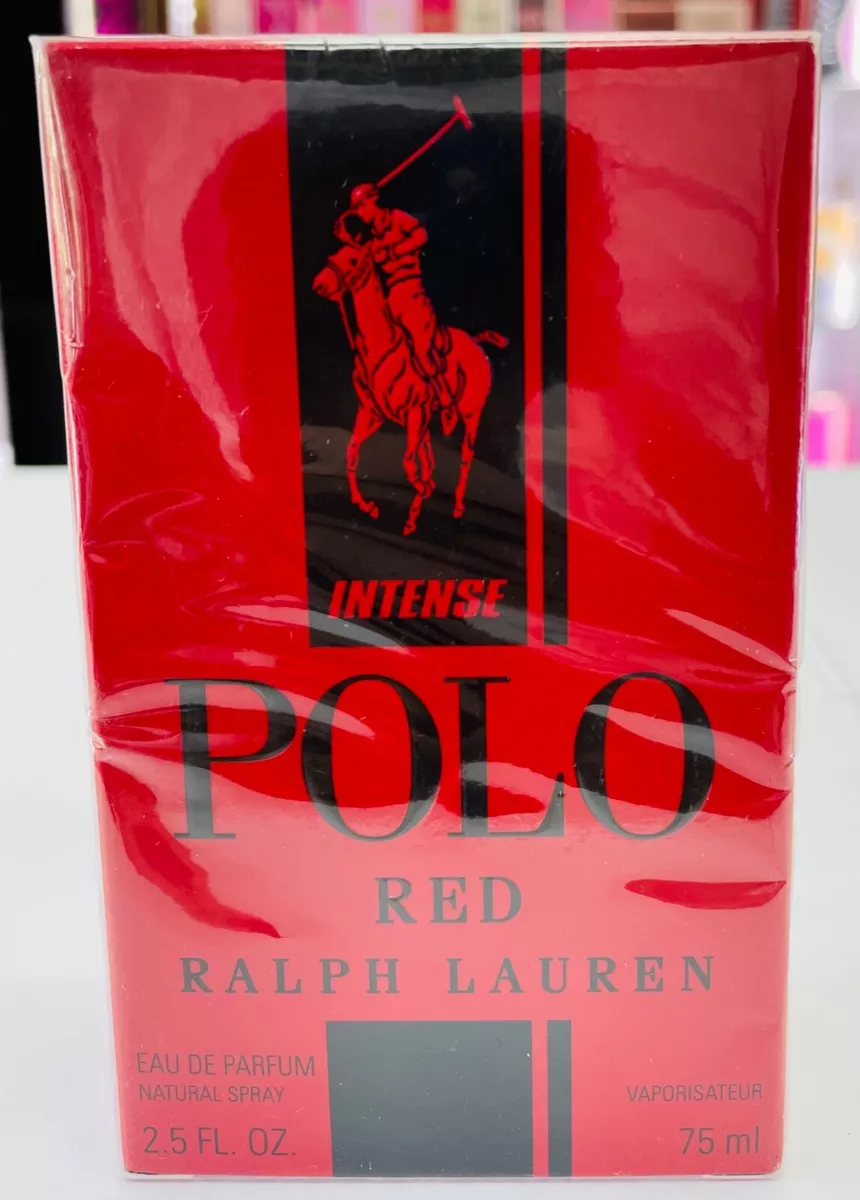 INTENSE
POLO
RED
RALPH LAUREN
EAU DE PARFUM
NATURAL SPRAY
VAPORISATEUR
2.5 FL. OZ.
75 ml